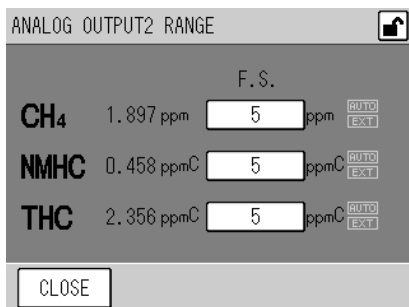 ANALOG OUTPUT2 RANGE
F.S.
CH4 1.897 ppm 5 ppm AUTO EXT
NMHC 0.458 ppmC 5 ppmC AUTO EXT
THC 2.356 ppmC 5 ppmC AUTO EXT
CLOSE